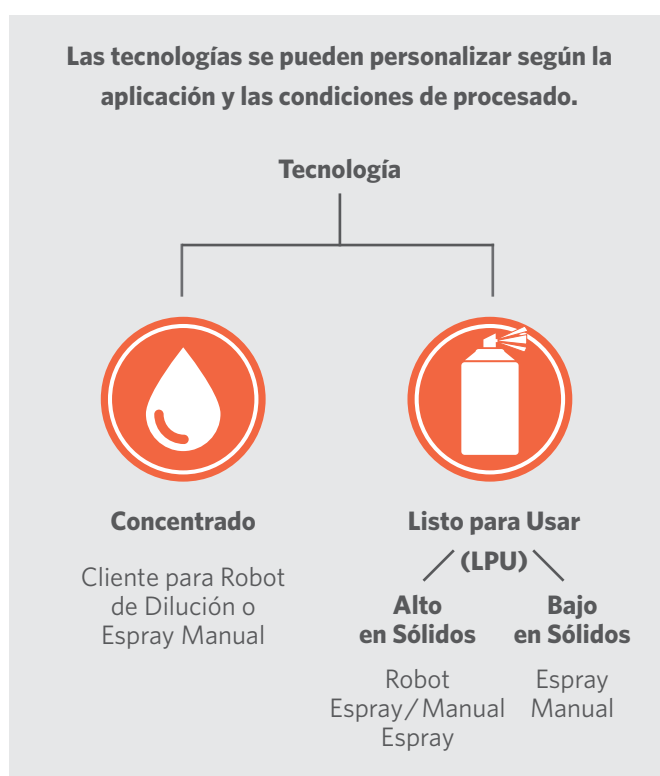 Las tecnologías se pueden personalizar según la
aplicación y las condiciones de procesado.
Tecnología
Concentrado
Cliente para Robot
de Dilución o
Espray Manual
Listo para Usar
(LPU)
Alto
en Sólidos
Robot
Espray/Manual
Espray
Bajo
en Sólidos
Espray
Manual